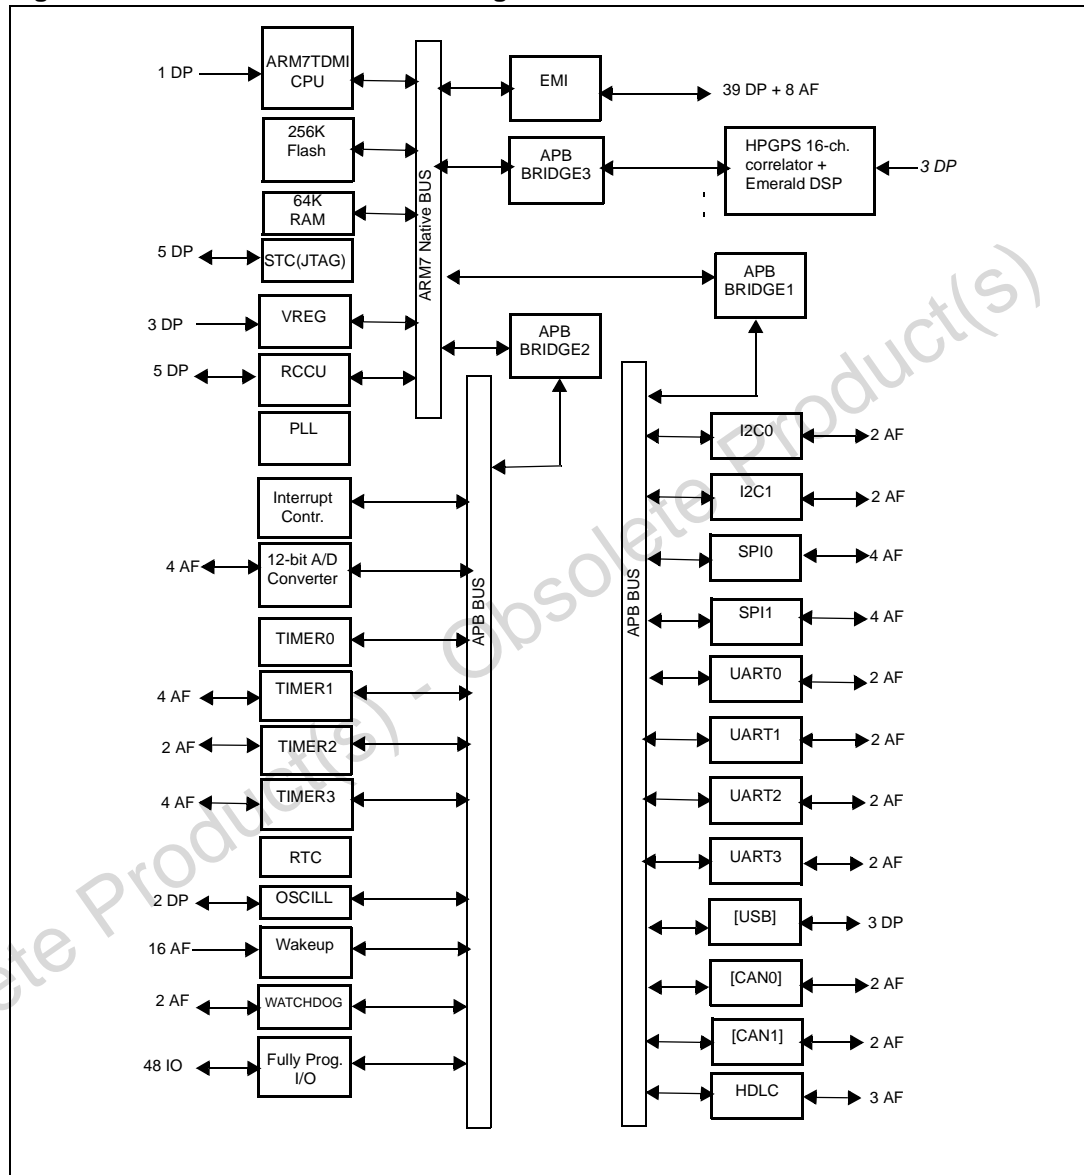 1 DP
ARM7TDMI
CPU
256K
Flash
64K
RAM
5 DP
STC(JTAG)
3 DP
VREG
5 DP
RCCU
PLL
Interrupt
Contr.
4 AF
12-bit A/D
Converter
TIMER0
4 AF
TIMER1
2 AF
TIMER2
4 AF
TIMER3
RTC
2 DP
OSCILL
16 AF
Wakeup
2 AF
WATCHDOG
48 IO
Fully Prog.
I/O
ARM7 Native BUS
EMI
39 DP + 8 AF
APB
BRIDGE3
HPGPS 16-ch.
correlator +
Emerald DSP
3 DP
APB
BRIDGE1
APB
BRIDGE2
APB BUS
APB BUS
I2C0
2 AF
I2C1
2 AF
SPI0
4 AF
SPI1
4 AF
UART0
2 AF
UART1
2 AF
UART2
2 AF
UART3
2 AF
[USB]
3 DP
[CAN0]
2 AF
[CAN1]
2 AF
HDLC
3 AF
ete Product(s) - Obsolete Product(s)